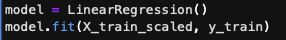 model = LinearRegression()
model.fit(X_train_scaled, y_train)